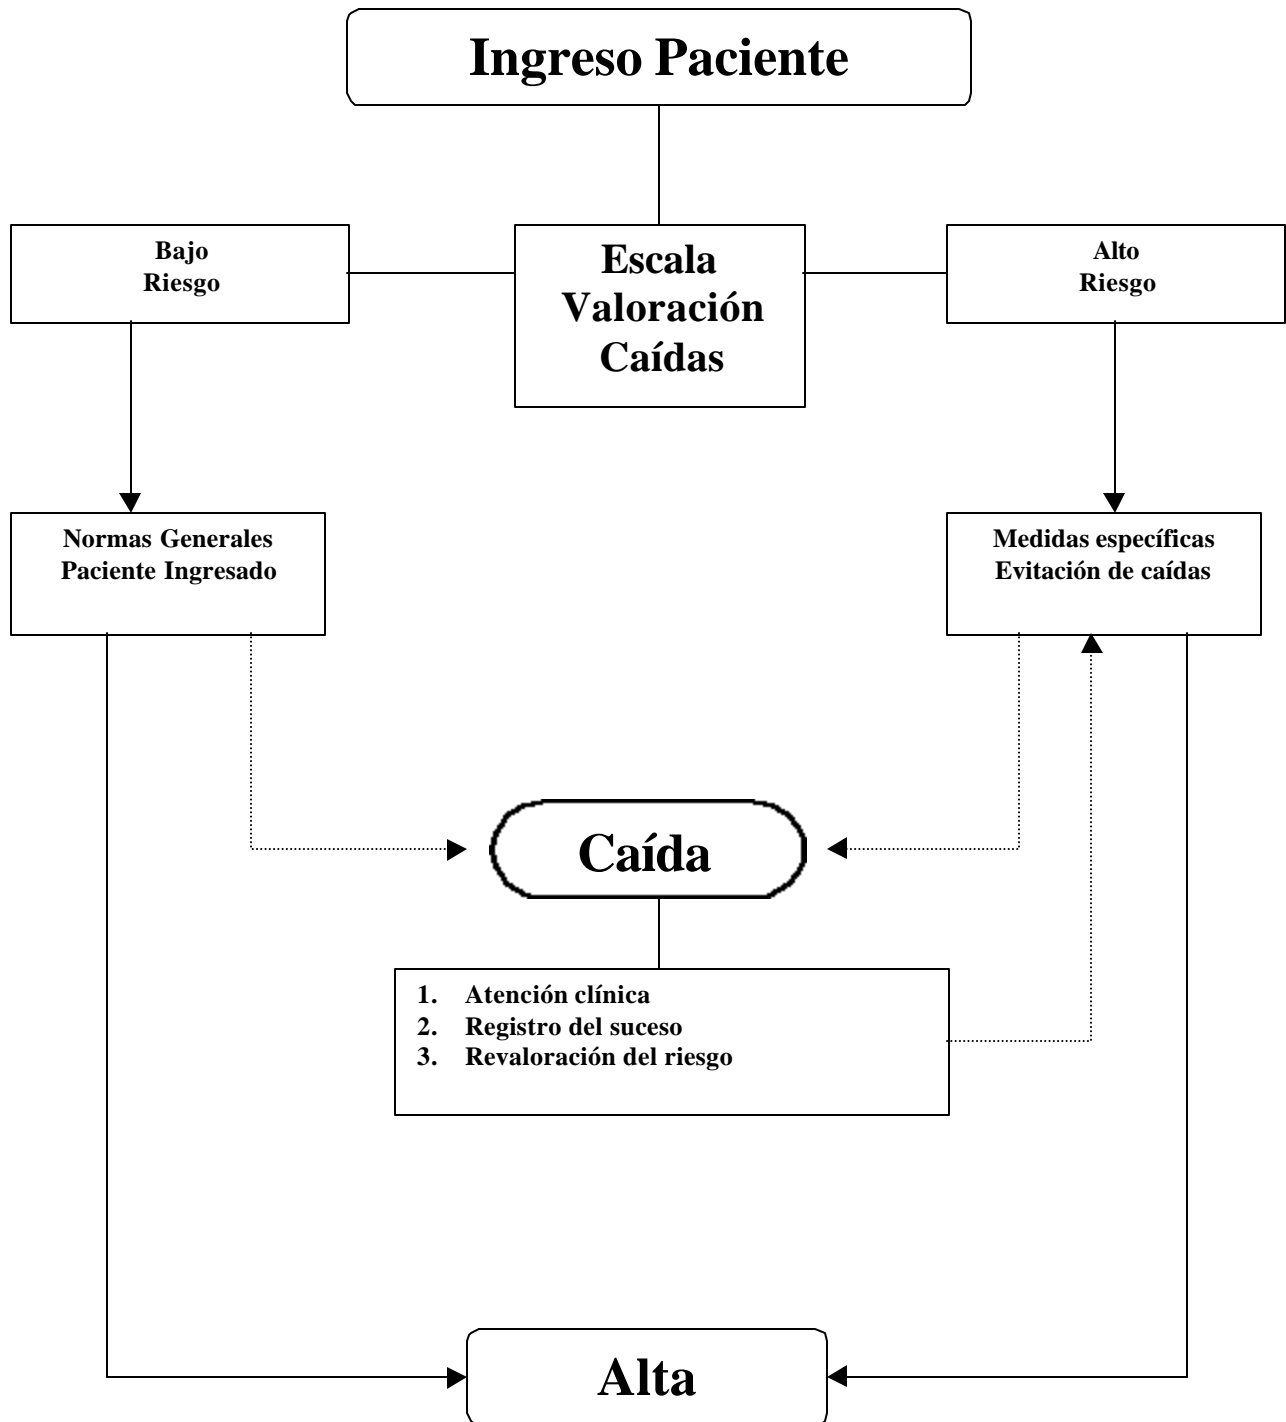 Ingreso Paciente
Bajo
Riesgo
Escala
Valoración
Caídas
Alto
Riesgo
Normas Generales
Paciente Ingresado
Medidas específicas
Evitación de caídas
Caída
1. Atención clínica
2. Registro del suceso
3. Revaloración del riesgo
Alta